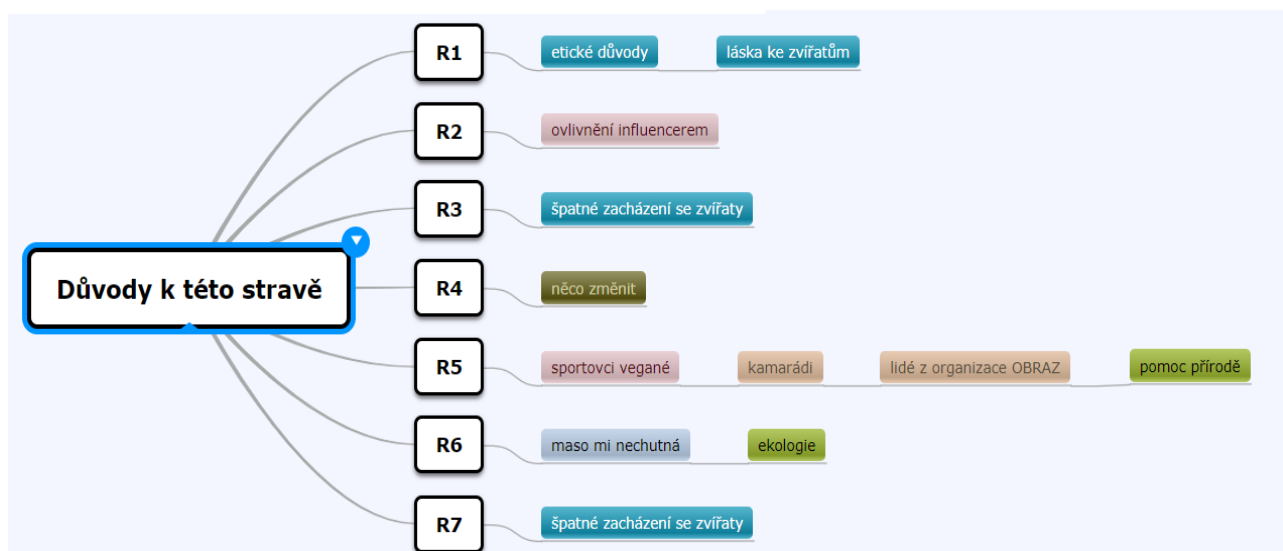 R1 etické důvody láska ke zvířatům
R2 ovlivnění influencerem
R3 špatné zacházení se zvířaty
Důvody k této stravě
R4 něco změnit
R5 sportovci vegané kamarádi lidé z organizace OBRAZ pomoc přírodě
R6 maso mi nechutná ekologie
R7 špatné zacházení se zvířaty